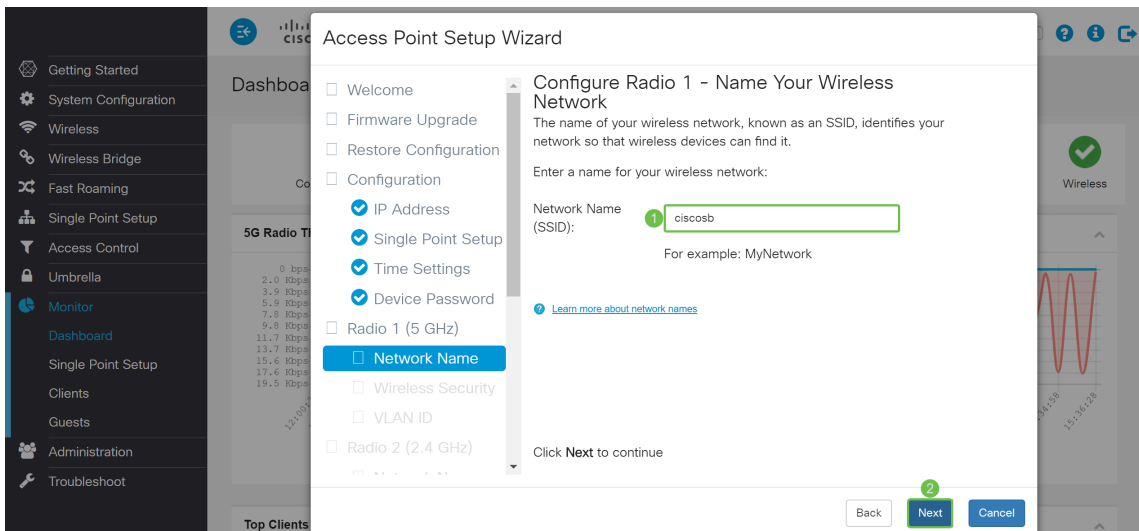 CISC
Access Point Setup Wizard
Getting Started
System Configuration
Wireless
Wireless Bridge
Fast Roaming
Single Point Setup
Access Control
Umbrella
Monitor
Dashboard
Single Point Setup
Clients
Guests
Administration
Troubleshoot
Dashboa
Co
5G Radio Th
0 bps
2.0 Kbps
3.9 Kbps
5.9 Kbps
7.8 Kbps
9.8 Kbps
11.7 Kbps
13.7 Kbps
15.6 Kbps
17.6 Kbps
19.5 Kbps
Top Clients
Welcome
Firmware Upgrade
Restore Configuration
Configuration
IP Address
Single Point Setup
Time Settings
Device Password
Radio 1 (5 GHz)
Network Name
Wireless Security
VLAN ID
Radio 2 (2.4 GHz)
Configure Radio 1 - Name Your Wireless
Network
The name of your wireless network, known as an SSID, identifies your
network so that wireless devices can find it.
Enter a name for your wireless network:
Network Name
(SSID):
1
ciscosb
For example: MyNetwork
? Learn more about network names
Click Next to continue
2
Back
Next
Cancel
Wireless
15:36:28